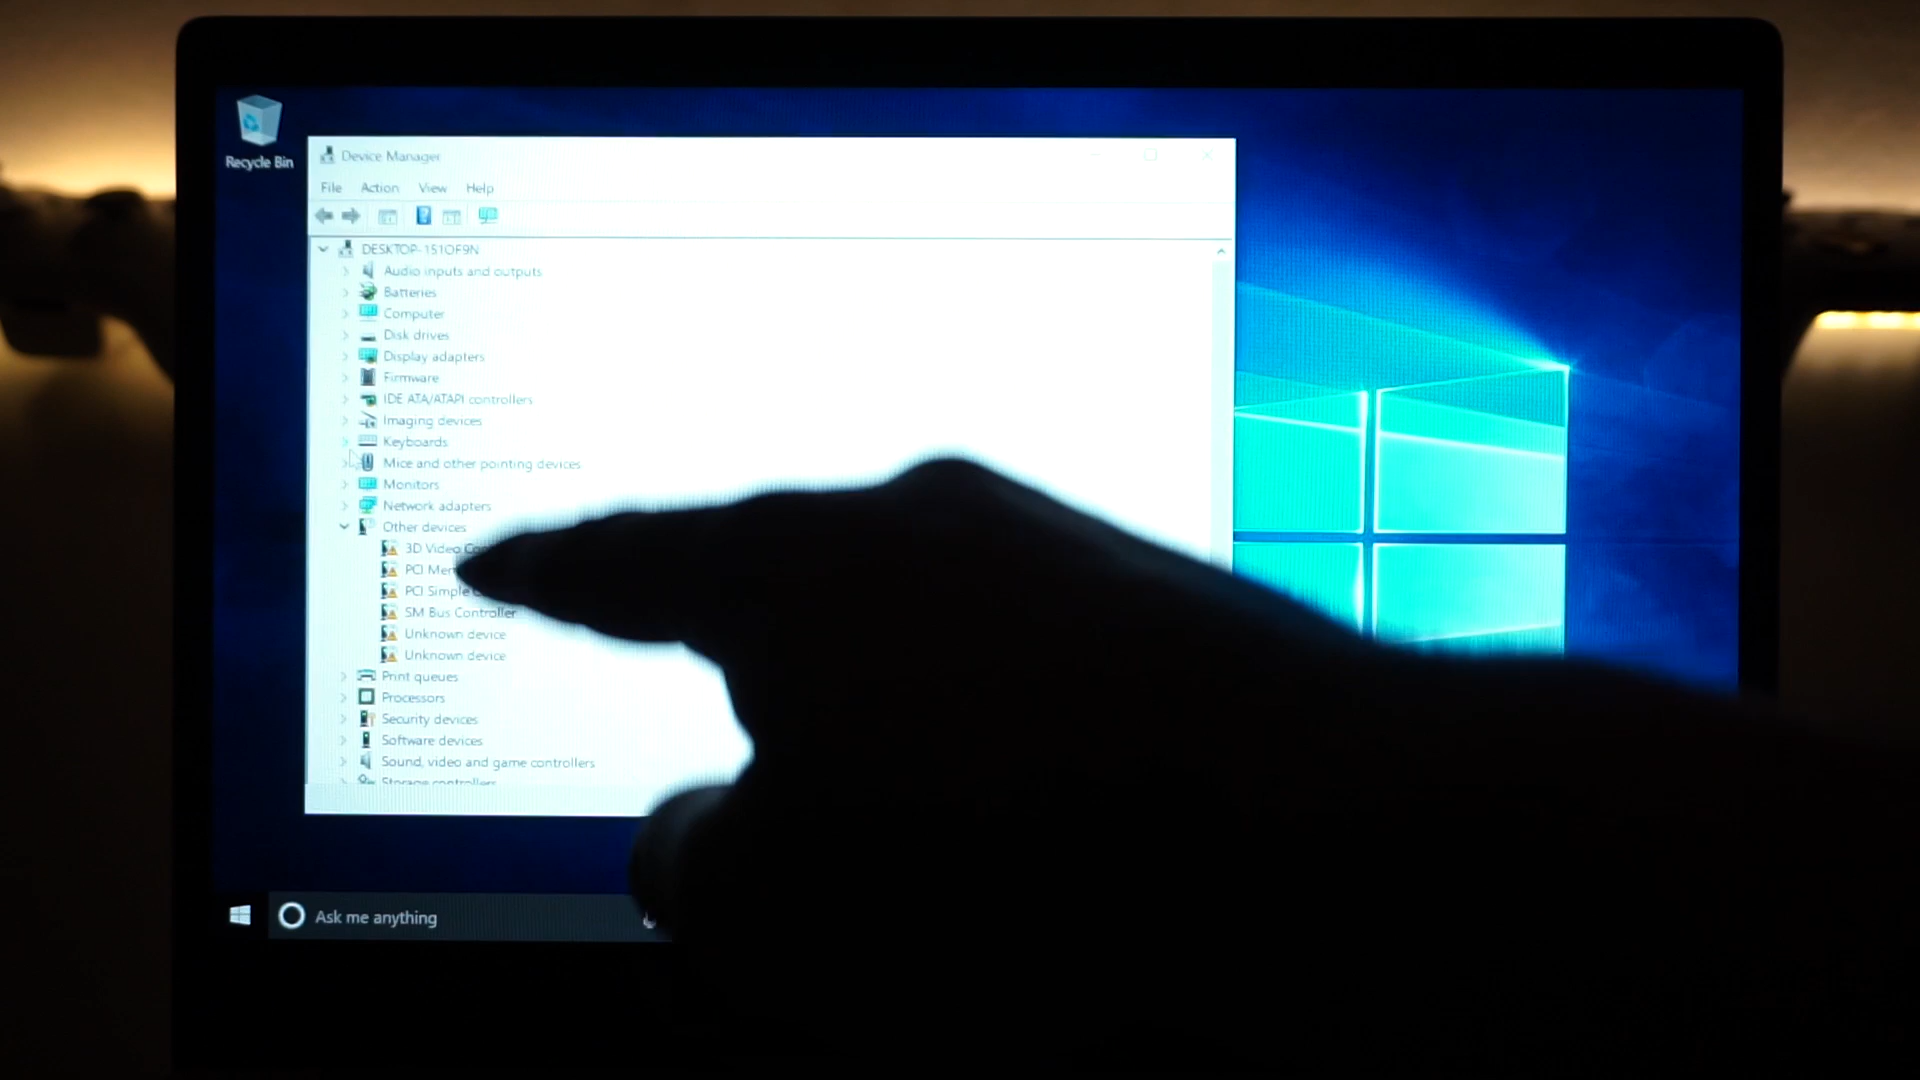 Recycle Bin
Device Manager
File Action View Help
DESKTOP-151OF9N
Audio inputs and outputs
Batteries
Computer
Disk drives
Display adapters
Firmware
IDE ATA/ATAPI controllers
Imaging devices
Keyboards
Mice and other pointing devices
Monitors
Network adapters
Other devices
3D Video
PCI
PCI Simple
SM Bus Controller
Unknown device
Unknown device
Print queues
Processors
Security devices
Software devices
Sound, video and game controllers
Storage controllers
Ask me anything